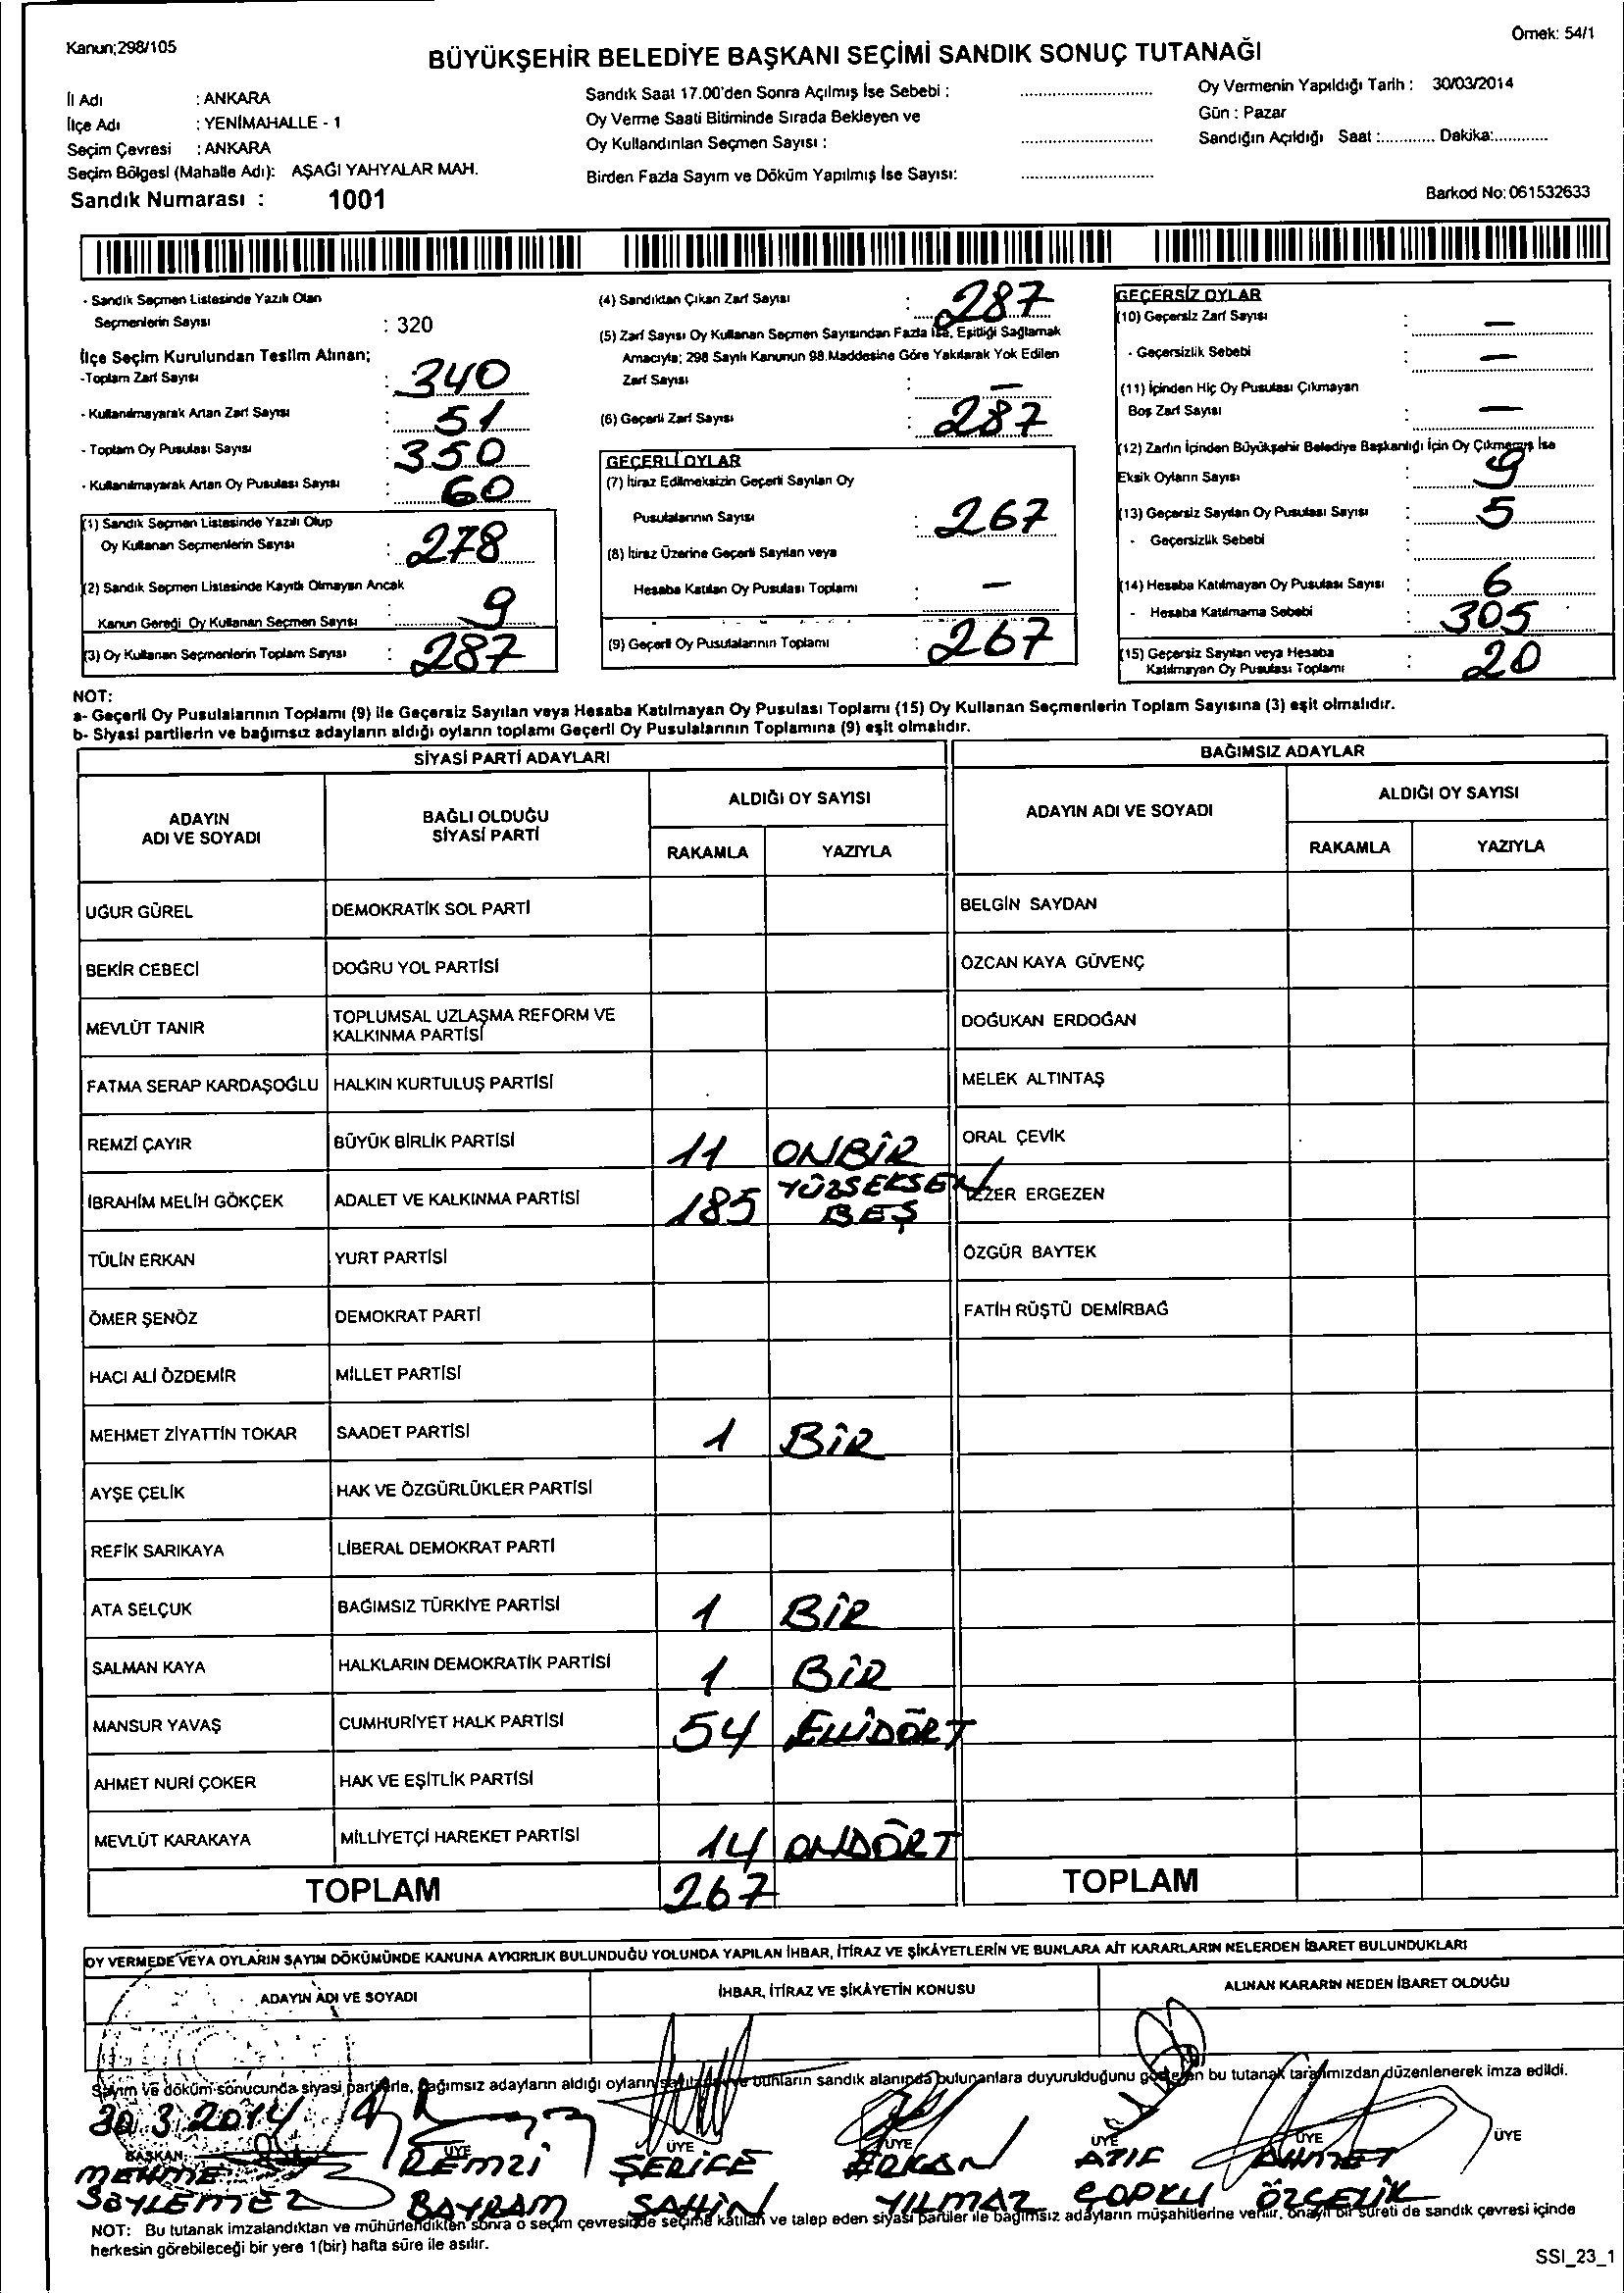 Kanun;298/105
Örnek: 54/1
BÜYÜKŞEHİR BELEDİYE BAŞKANI SEÇİMİ SANDIK SONUÇ TUTANAĞI
İl Adı : ANKARA
İlçe Adı : YENİMAHALLE - 1
Seçim Çevresi : ANKARA
Seçim Bölgesi (Mahalle Adı): AŞAĞI YAHYALAR MAH.
Sandık Numarası : 1001
Sandık Saat 17.00'den Sonra Açılmış İse Sebebi :
Oy Verme Saati Bitiminde Sırada Bekleyen ve
Oy Kullandırılan Seçmen Sayısı :
Birden Fazla Sayım ve Döküm Yapılmış İse Sayısı:
Oy Vermenin Yapıldığı Tarih : 30/03/2014
Gün : Pazar
Sandığın Açıldığı Saat :............ Dakika:............
Barkod No: 061532633
- Sandık Seçmen Listesinde Yazılı Olan
Seçmenlerin Sayısı : 320
İlçe Seçim Kurulundan Teslim Alınan;
-Toplam Zarf Sayısı : 340
- Kullanılmayarak Artan Zarf Sayısı : 51
- Toplam Oy Pusulası Sayısı : 350
- Kullanılmayarak Artan Oy Pusulası Sayısı : 60
(1) Sandık Seçmen Listesinde Yazılı Olup
Oy Kullanan Seçmenlerin Sayısı : 278
(2) Sandık Seçmen Listesinde Kayıtlı Olmayan Ancak
Kanun Gereği Oy Kullanan Seçmen Sayısı : 9
(3) Oy Kullanan Seçmenlerin Toplam Sayısı : 287
(4) Sandıktan Çıkan Zarf Sayısı : 287
(5) Zarf Sayısı Oy Kullanan Seçmen Sayısından Fazla İse, Eşitliği Sağlamak
Amacıyla; 298 Sayılı Kanunun 98.Maddesine Göre Yakılarak Yok Edilen
Zarf Sayısı : —
(6) Geçerli Zarf Sayısı : 287
GEÇERLİ OYLAR
(7) İtiraz Edilmeksizin Geçerli Sayılan Oy
Pusulalarının Sayısı : 267
(8) İtiraz Üzerine Geçerli Sayılan veya
Hesaba Katılan Oy Pusulası Toplamı : —
(9) Geçerli Oy Pusulalarının Toplamı : 267
GEÇERSİZ OYLAR
(10) Geçersiz Zarf Sayısı : —
- Geçersizlik Sebebi : —
(11) İçinden Hiç Oy Pusulası Çıkmayan
Boş Zarf Sayısı : —
(12) Zarfın İçinden Büyükşehir Belediye Başkanlığı İçin Oy Çıkmamış İse
Eksik Oyların Sayısı : 9
(13) Geçersiz Sayılan Oy Pusulası Sayısı : 5
- Geçersizlik Sebebi :
(14) Hesaba Katılmayan Oy Pusulası Sayısı : 6
- Hesaba Katılmama Sebebi : 305
(15) Geçersiz Sayılan veya Hesaba
Katılmayan Oy Pusulası Toplamı : 20
NOT:
a- Geçerli Oy Pusulalarının Toplamı (9) ile Geçersiz Sayılan veya Hesaba Katılmayan Oy Pusulası Toplamı (15) Oy Kullanan Seçmenlerin Toplam Sayısına (3) eşit olmalıdır.
b- Siyasi partilerin ve bağımsız adayların aldığı oyların toplamı Geçerli Oy Pusulalarının Toplamına (9) eşit olmalıdır.
SİYASİ PARTİ ADAYLARI
ADAYIN
ADI VE SOYADI
BAĞLI OLDUĞU
SİYASİ PARTİ
ALDIĞI OY SAYISI
RAKAMLA YAZIYLA
UĞUR GÜREL DEMOKRATİK SOL PARTİ
BEKİR CEBECİ DOĞRU YOL PARTİSİ
MEVLÜT TANIR TOPLUMSAL UZLAŞMA REFORM VE
KALKINMA PARTİSİ
FATMA SERAP KARDAŞOĞLU HALKIN KURTULUŞ PARTİSİ
REMZİ ÇAYIR BÜYÜK BİRLİK PARTİSİ 11 ONBİR
İBRAHİM MELİH GÖKÇEK ADALET VE KALKINMA PARTİSİ 185 YÜZSEKSEN
BEŞ
TÜLİN ERKAN YURT PARTİSİ
ÖMER ŞENÖZ DEMOKRAT PARTİ
HACI ALİ ÖZDEMİR MİLLET PARTİSİ
MEHMET ZİYATTİN TOKAR SAADET PARTİSİ 1 BİR
AYŞE ÇELİK HAK VE ÖZGÜRLÜKLER PARTİSİ
REFİK SARIKAYA LİBERAL DEMOKRAT PARTİ
ATA SELÇUK BAĞIMSIZ TÜRKİYE PARTİSİ 1 BİR
SALMAN KAYA HALKLARIN DEMOKRATİK PARTİSİ 1 BİR
MANSUR YAVAŞ CUMHURİYET HALK PARTİSİ 54 ELLİDÖRT
AHMET NURİ ÇOKER HAK VE EŞİTLİK PARTİSİ
MEVLÜT KARAKAYA MİLLİYETÇİ HAREKET PARTİSİ 14 ONDÖRT
TOPLAM 267
BAĞIMSIZ ADAYLAR
ADAYIN ADI VE SOYADI
ALDIĞI OY SAYISI
RAKAMLA YAZIYLA
BELGİN SAYDAN
ÖZCAN KAYA GÜVENÇ
DOĞUKAN ERDOĞAN
MELEK ALTINTAŞ
ORAL ÇEVİK
ERGEZEN
ÖZGÜR BAYTEK
FATİH RÜŞTÜ DEMİRBAĞ
TOPLAM
OY VERMEDE VEYA OYLARIN SAYIM DÖKÜMÜNDE KANUNA AYKIRILIK BULUNDUĞU YOLUNDA YAPILAN İHBAR, İTİRAZ VE ŞİKÂYETLERİN VE BUNLARA AİT KARARLARIN NELERDEN İBARET BULUNDUKLARI
ADAYIN ADI VE SOYADI
İHBAR, İTİRAZ VE ŞİKÂYETİN KONUSU
ALINAN KARARIN NEDEN İBARET OLDUĞU
Sayım ve döküm sonucunda siyasi partilerle, bağımsız adayların aldığı oyların bunların sandık alanında bulunanlara duyurulduğunu gösteren bu tutanak tarafımızdan düzenlenerek imza edildi.
30.3.2014
BAŞKAN ÜYE ÜYE ÜYE ÜYE ÜYE ÜYE
MEHMET REMZİ ŞERİFE ERKAN ATIF AHMET
SÖYLEMEZ BAYRAM ŞAHİN YILMAZ ÇOPKU ÖZÇELİK
NOT: Bu tutanak imzalandıktan ve mühürlendikten sonra o seçim çevresinde seçime katılan ve talep eden siyasi partiler ile bağımsız adayların müşahitlerine verilir, onaylı bir sureti de sandık çevresi içinde
herkesin görebileceği bir yere 1(bir) hafta süre ile asılır.
SSI_23_1